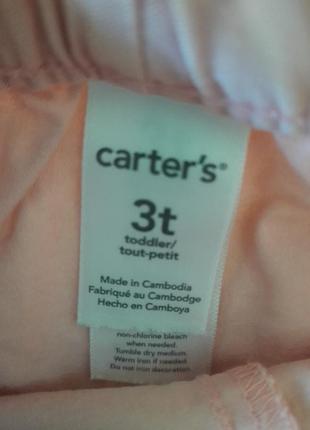 carter's®
3t
toddler/
tout-petit
Made in Cambodia
Fabriqué au Cambodge
Hecho en Camboya
non-chlorine bleach
when needed.
Tumble dry medium.
Warm iron if needed.
Do not iron decoration.